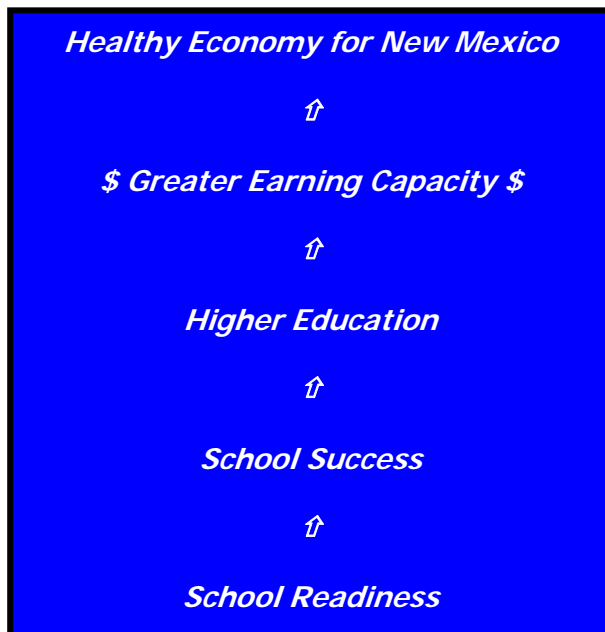 Healthy Economy for New Mexico
⇧
$ Greater Earning Capacity $
⇧
Higher Education
⇧
School Success
⇧
School Readiness